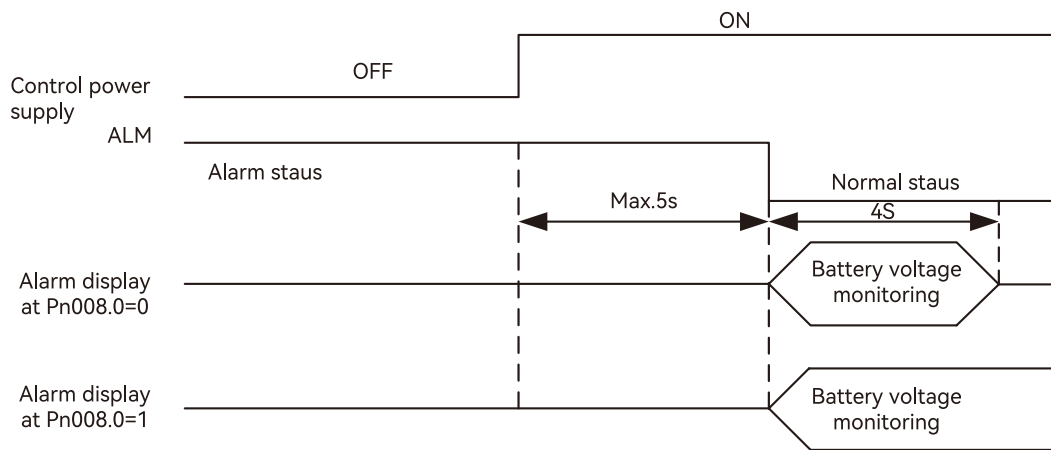 ON
OFF
Control power
supply
ALM
Alarm staus
Normal staus
Max.5s
4S
Alarm display
at Pn008.0=0
Battery voltage
monitoring
Alarm display
at Pn008.0=1
Battery voltage
monitoring